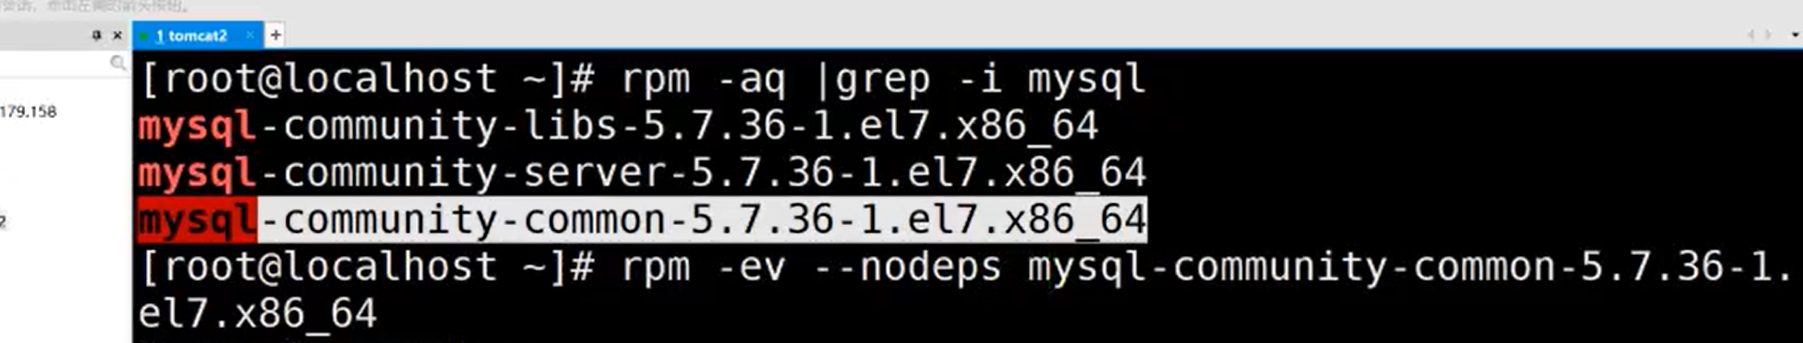 1 tomcat2
[root@localhost ~]# rpm -aq |grep -i mysql
179.158
mysql-community-libs-5.7.36-1.el7.x86_64
mysql-community-server-5.7.36-1.el7.x86_64
mysql-community-common-5.7.36-1.el7.x86_64
[root@localhost ~]# rpm -ev --nodeps mysql-community-common-5.7.36-1.
el7.x86_64